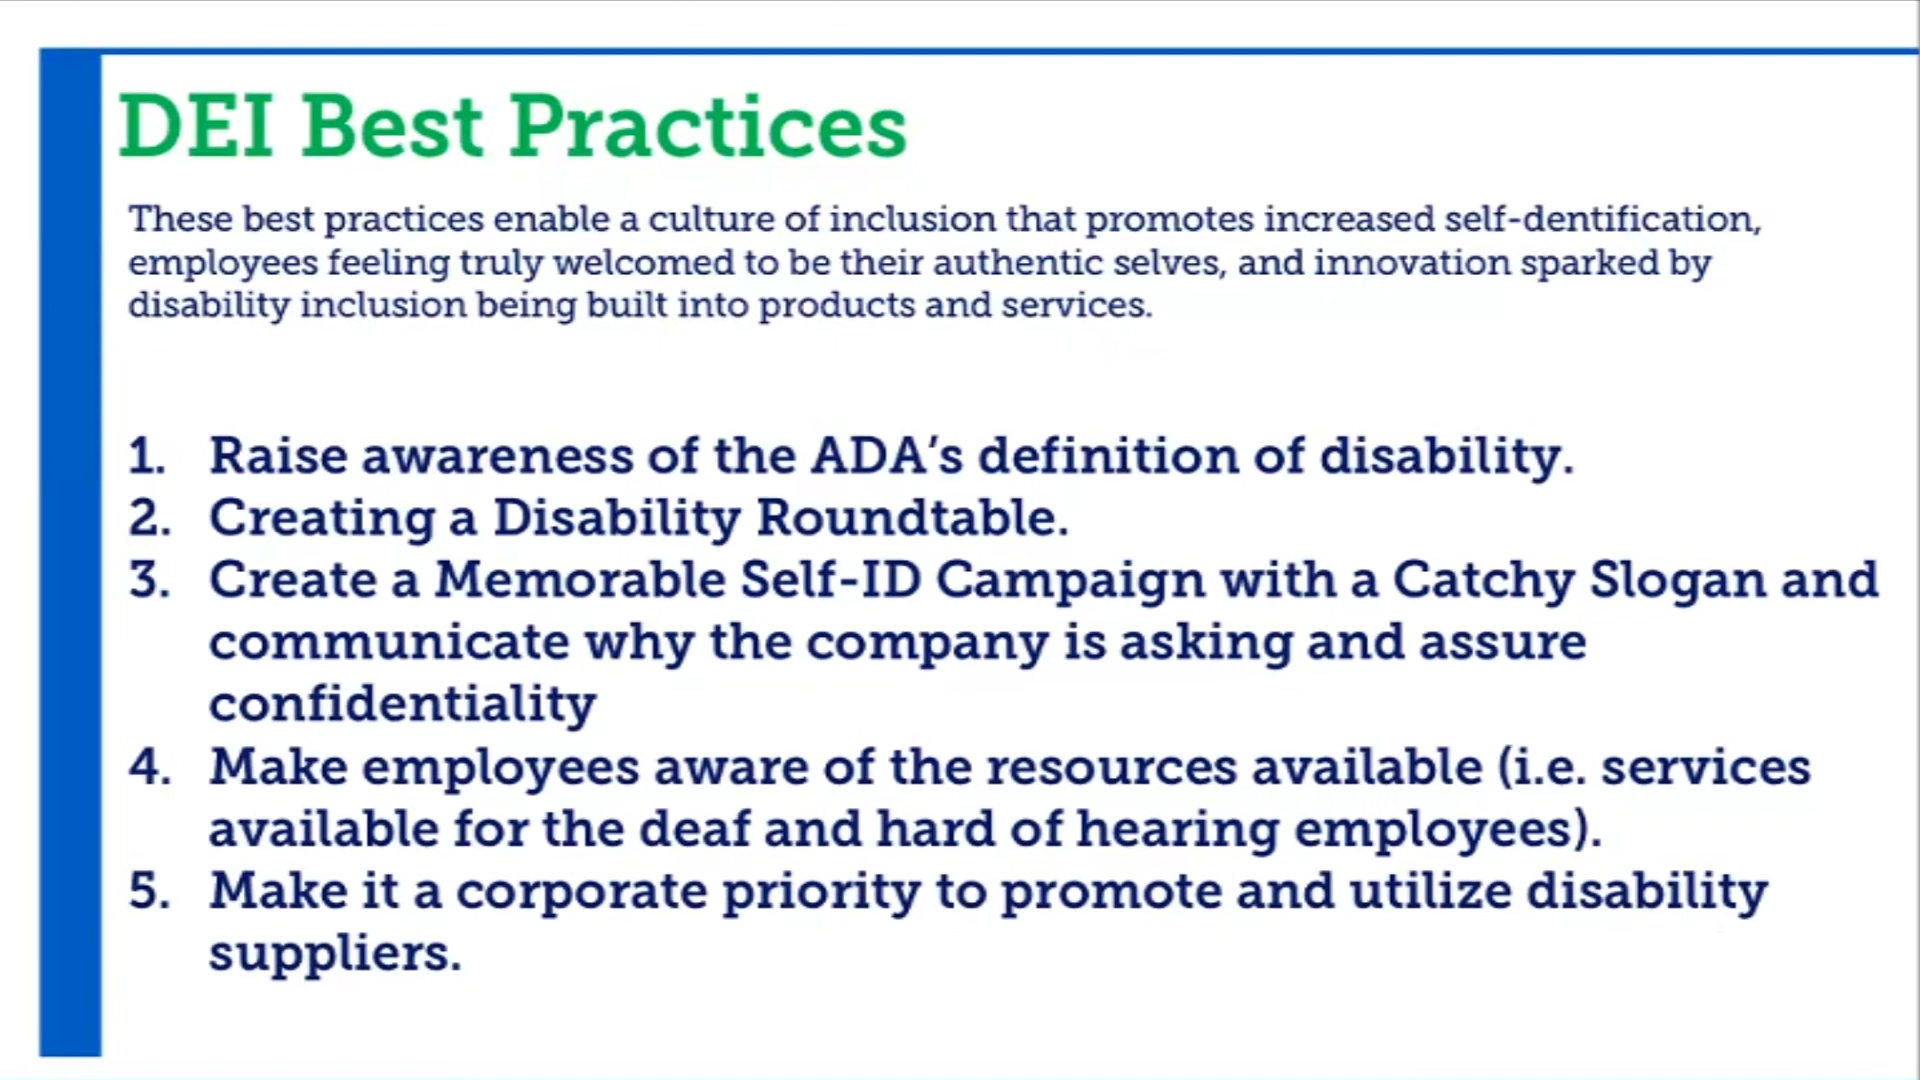 DEI Best Practices
These best practices enable a culture of inclusion that promotes increased self-dentification,
employees feeling truly welcomed to be their authentic selves, and innovation sparked by
disability inclusion being built into products and services.
1. Raise awareness of the ADA’s definition of disability.
2. Creating a Disability Roundtable.
3. Create a Memorable Self-ID Campaign with a Catchy Slogan and
communicate why the company is asking and assure
confidentiality
4. Make employees aware of the resources available (i.e. services
available for the deaf and hard of hearing employees).
5. Make it a corporate priority to promote and utilize disability
suppliers.